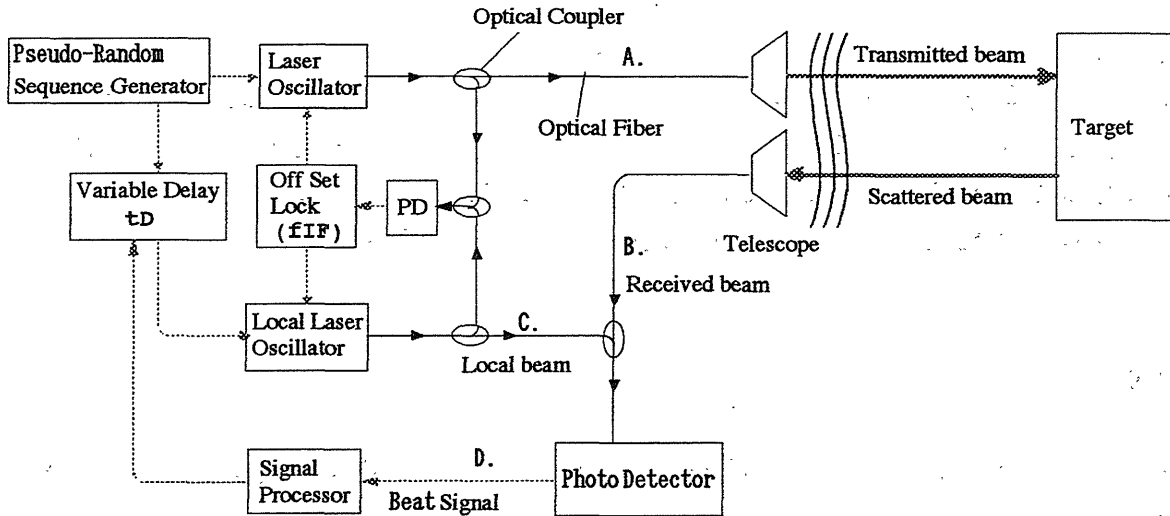 Optical Coupler
Pseudo-Random
Sequence Generator
Laser
Oscillator
A.
Transmitted beam
Optical Fiber
Target
Variable Delay
tD
Off Set
Lock
(fIF)
PD
Scattered beam
Telescope
B.
Received beam
Local Laser
Oscillator
C.
Local beam
Signal
Processor
D.
Beat Signal
Photo Detector